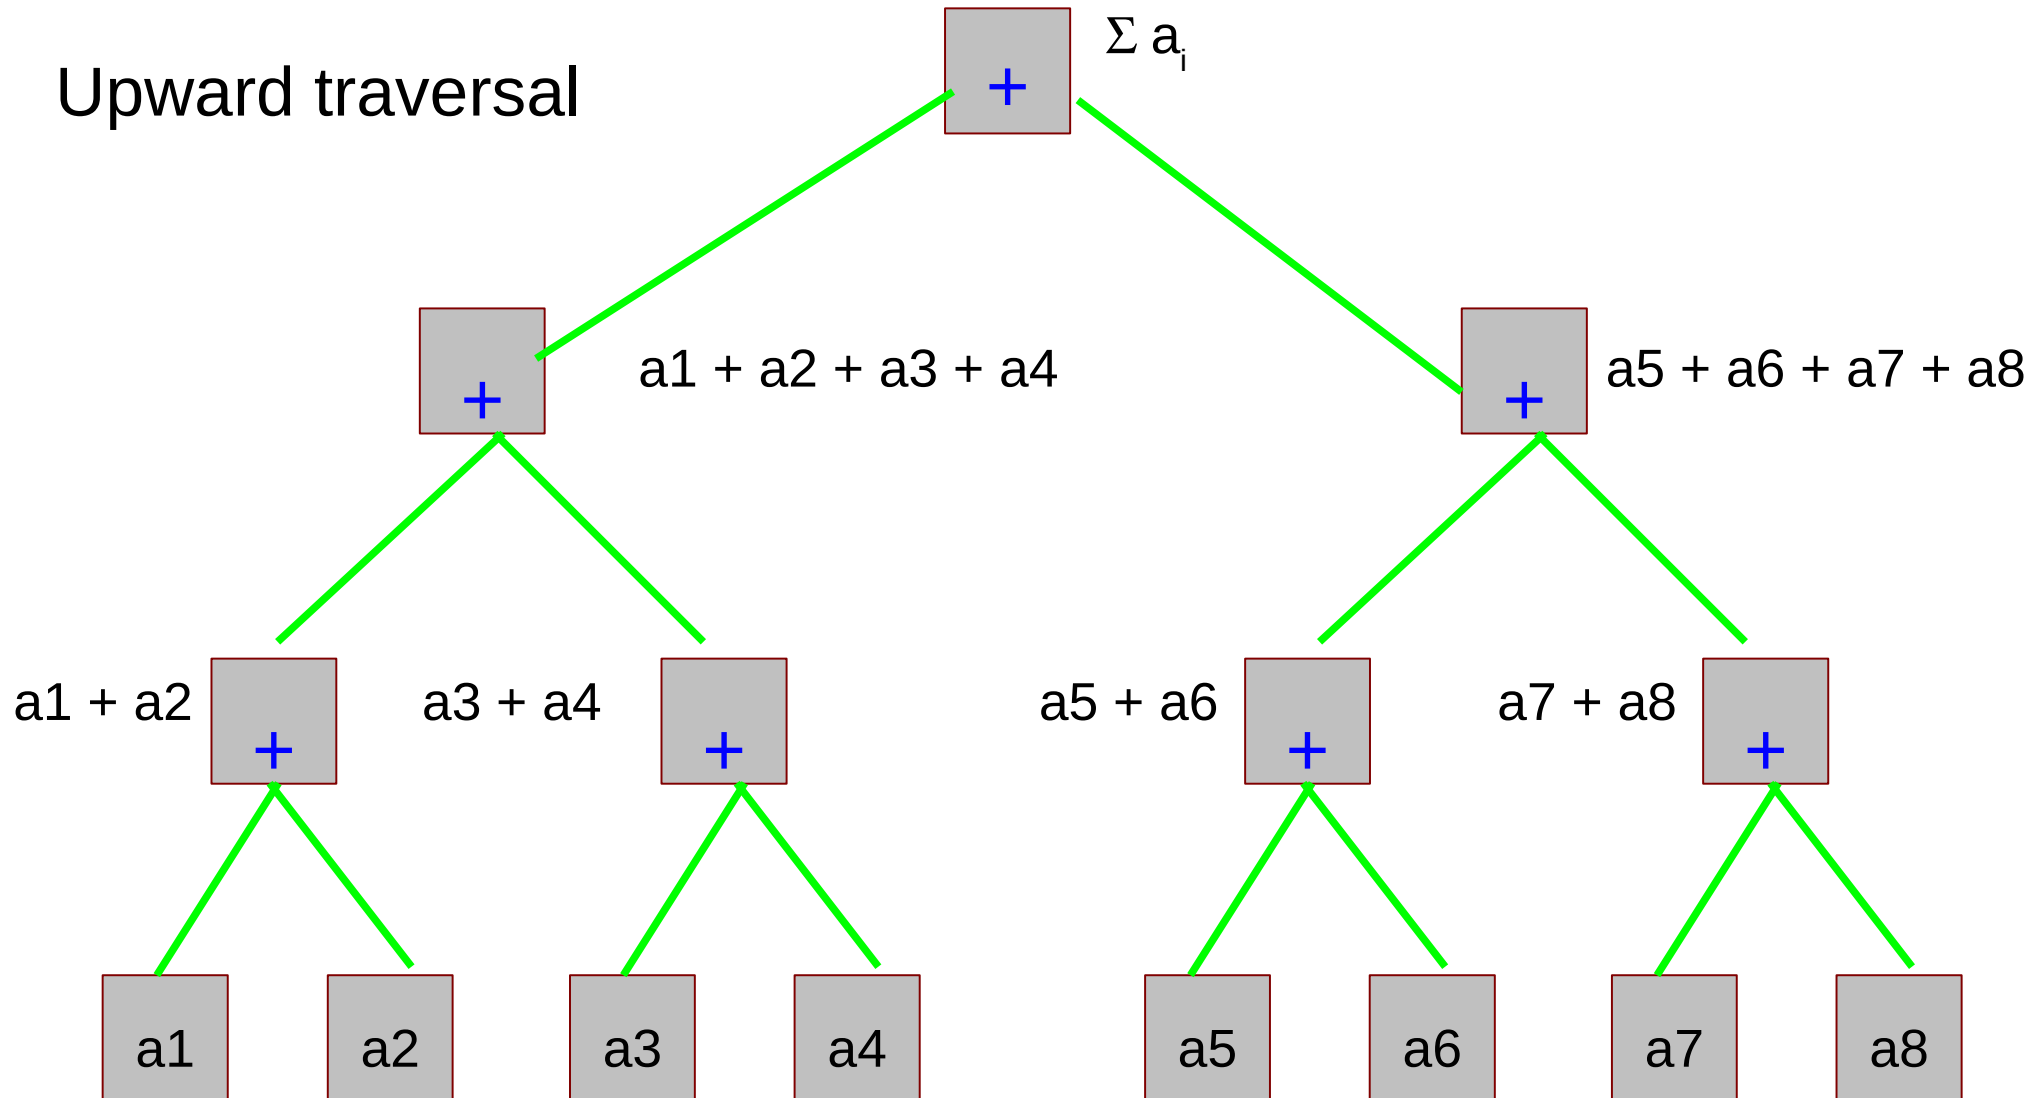 Σ aᵢ
Upward traversal
+
a1 + a2 + a3 + a4
a5 + a6 + a7 + a8
+
+
a1 + a2
a3 + a4
a5 + a6
a7 + a8
+
+
+
+
a1
a2
a3
a4
a5
a6
a7
a8